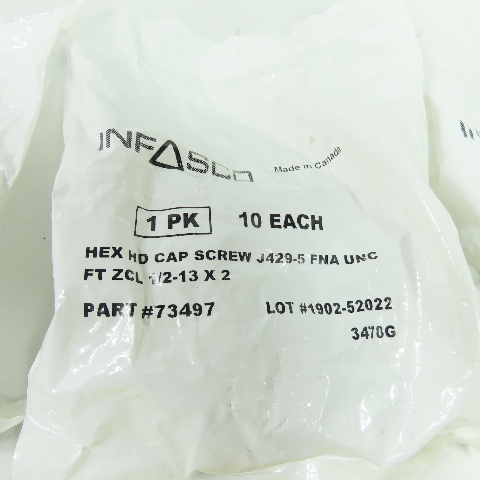 INFASCO
Made in Canada
1 PK 10 EACH
HEX HD CAP SCREW J429-5 FNA UNC
FT ZCL 1/2-13 X 2
PART #73497 LOT #1902-52022
3470G